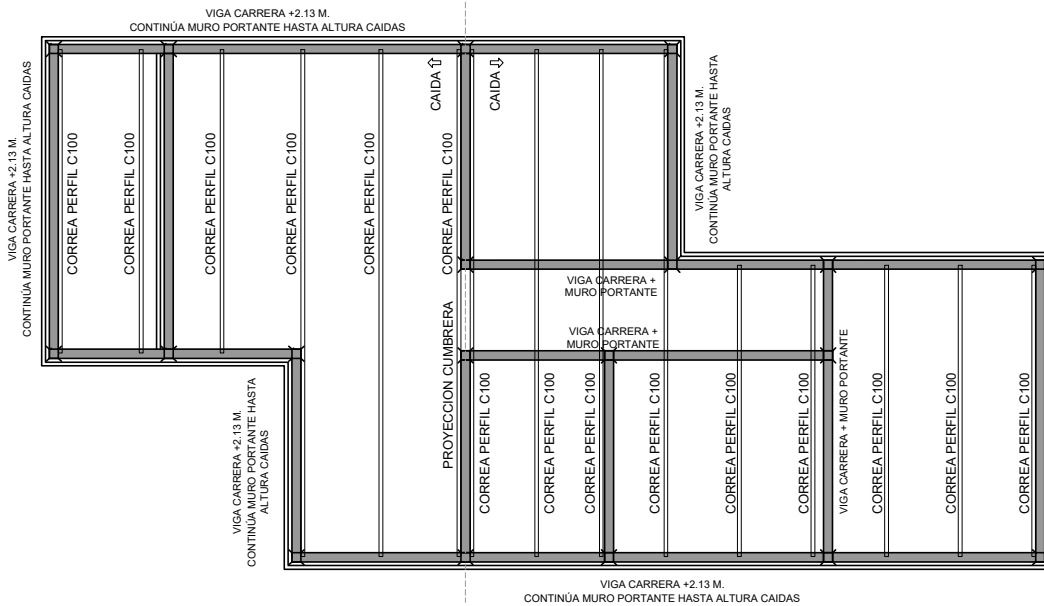 VIGA CARRERA +2.13 M.
CONTINÚA MURO PORTANTE HASTA ALTURA CAIDAS
VIGA CARRERA +2.13 M.
CONTINÚA MURO PORTANTE HASTA ALTURA CAIDAS
CORREA PERFIL C100
CORREA PERFIL C100
CORREA PERFIL C100
CORREA PERFIL C100
CORREA PERFIL C100
CORREA PERFIL C100
CAIDA
CAIDA
VIGA CARRERA +2.13 M.
CONTINÚA MURO PORTANTE HASTA
ALTURA CAIDAS
VIGA CARRERA +
MURO PORTANTE
VIGA CARRERA +
MURO PORTANTE
PROYECCION CUMBRERA
VIGA CARRERA +2.13 M.
CONTINÚA MURO PORTANTE HASTA
ALTURA CAIDAS
CORREA PERFIL C100
CORREA PERFIL C100
CORREA PERFIL C100
CORREA PERFIL C100
CORREA PERFIL C100
CORREA PERFIL C100
VIGA CARRERA + MURO PORTANTE
CORREA PERFIL C100
CORREA PERFIL C100
CORREA PERFIL C100
VIGA CARRERA +2.13 M.
CONTINÚA MURO PORTANTE HASTA ALTURA CAIDAS